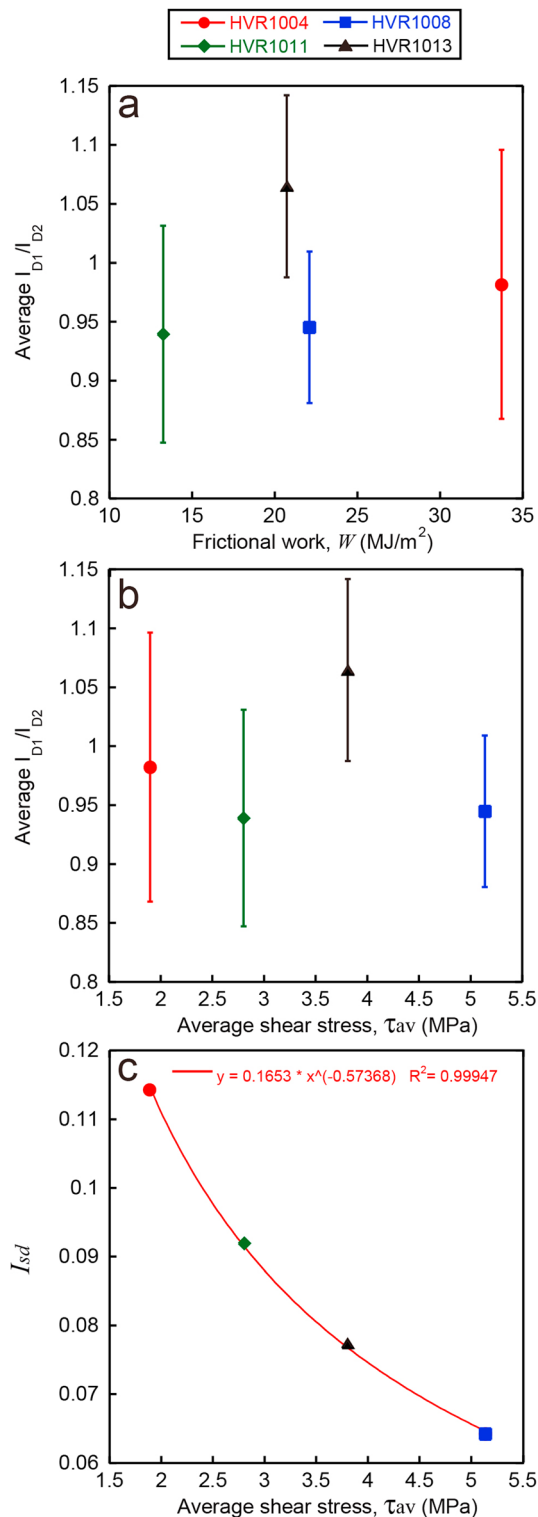 HVR1004 HVR1008
HVR1011 HVR1013
a
1.15
1.1
1.05
1
0.95
0.9
0.85
0.8
Average I_D1/I_D2
10 15 20 25 30 35
Frictional work, W (MJ/m²)
b
1.15
1.1
1.05
1
0.95
0.9
0.85
0.8
Average I_D1/I_D2
1.5 2 2.5 3 3.5 4 4.5 5 5.5
Average shear stress, τav (MPa)
c
y = 0.1653 * x^(-0.57368) R²= 0.99947
0.12
0.11
0.1
0.09
0.08
0.07
0.06
Isd
1.5 2 2.5 3 3.5 4 4.5 5 5.5
Average shear stress, τav (MPa)